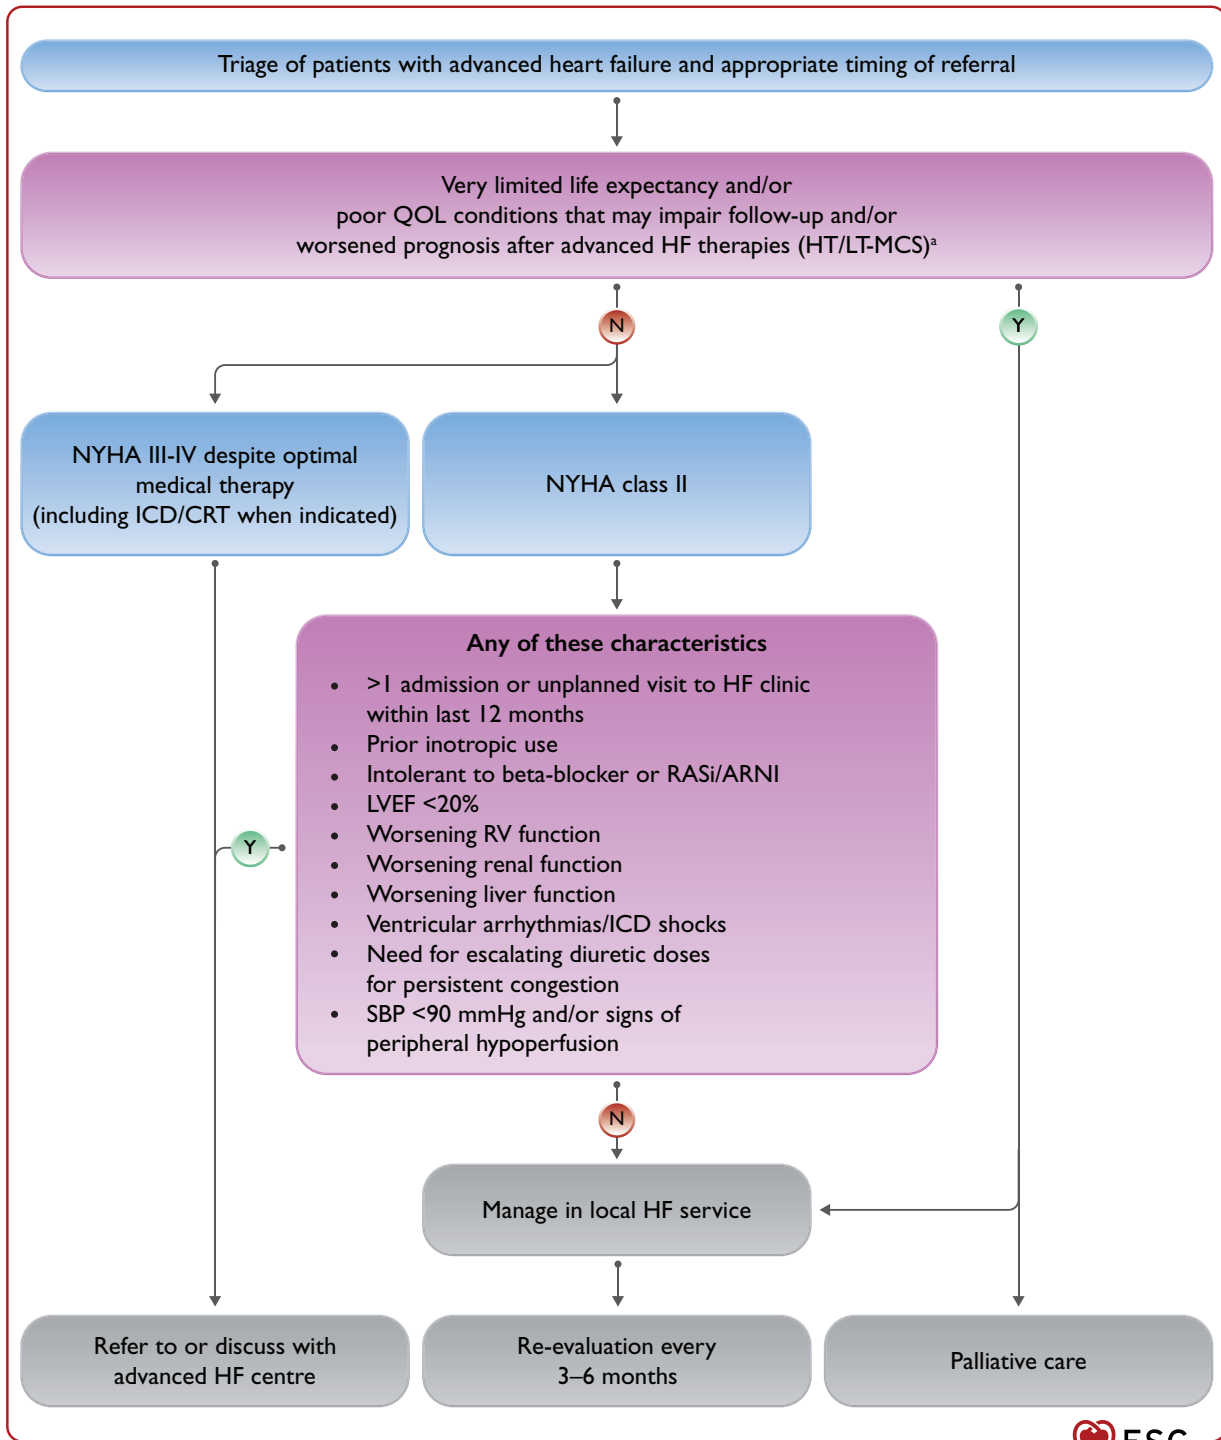 Triage of patients with advanced heart failure and appropriate timing of referral
Very limited life expectancy and/or
poor QOL conditions that may impair follow-up and/or
worsened prognosis after advanced HF therapies (HT/LT-MCS)ᵃ
N
Y
NYHA III-IV despite optimal
medical therapy
(including ICD/CRT when indicated)
NYHA class II
Any of these characteristics
• >1 admission or unplanned visit to HF clinic
within last 12 months
• Prior inotropic use
• Intolerant to beta-blocker or RASi/ARNI
• LVEF <20%
• Worsening RV function
• Worsening renal function
• Worsening liver function
• Ventricular arrhythmias/ICD shocks
• Need for escalating diuretic doses
for persistent congestion
• SBP <90 mmHg and/or signs of
peripheral hypoperfusion
Y
N
Manage in local HF service
Refer to or discuss with
advanced HF centre
Re-evaluation every
3–6 months
Palliative care
ESC